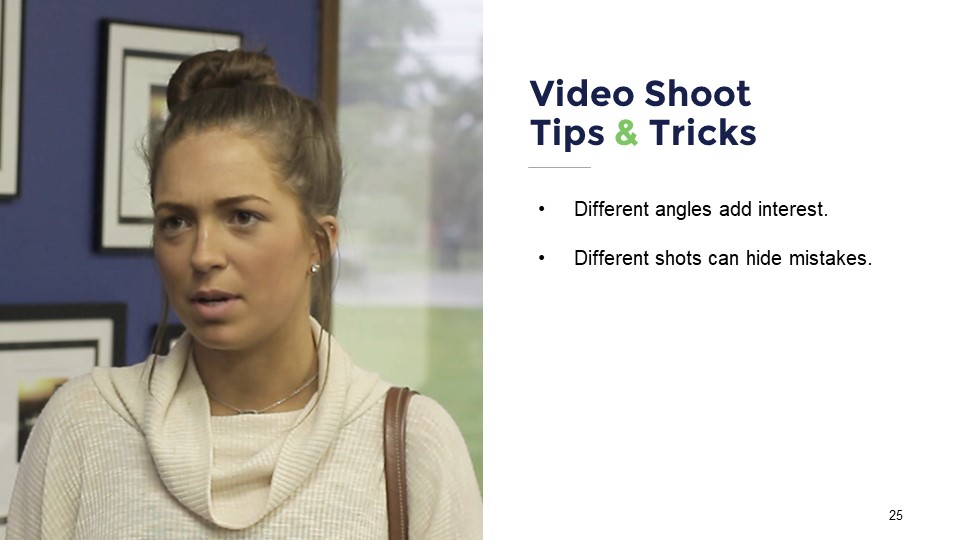 Video Shoot
Tips & Tricks
• Different angles add interest.
• Different shots can hide mistakes.
25